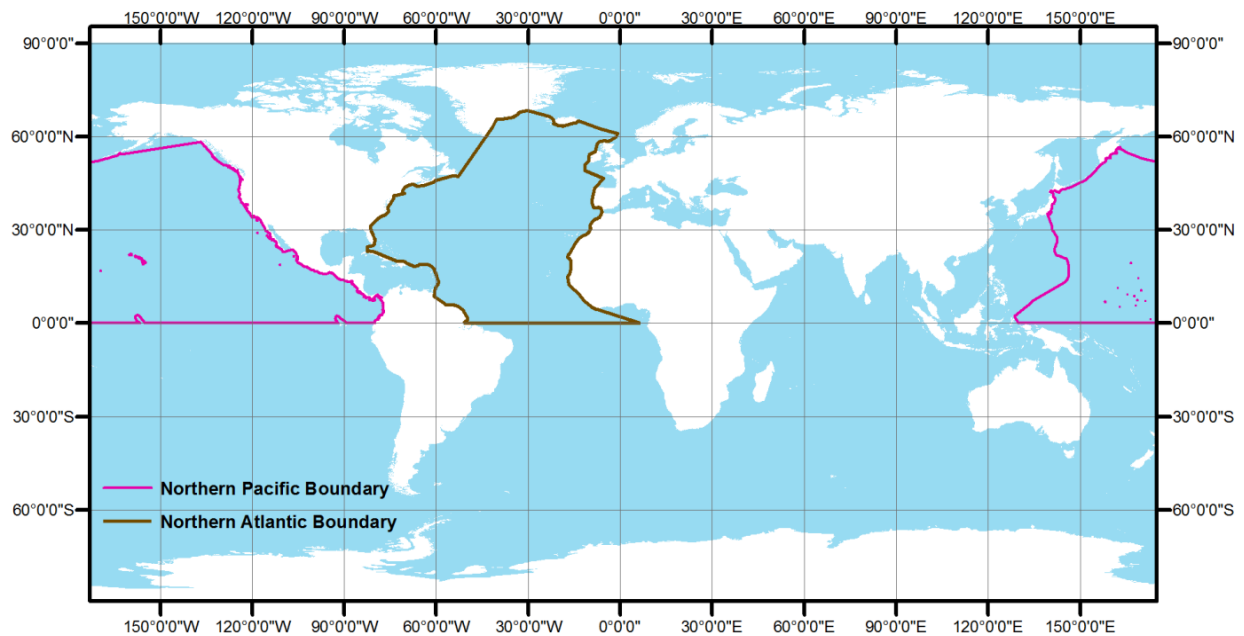 150°0'0"W 120°0'0"W 90°0'0"W 60°0'0"W 30°0'0"W 0°0'0" 30°0'0"E 60°0'0"E 90°0'0"E 120°0'0"E 150°0'0"E
90°0'0" 90°0'0"
60°0'0"N 60°0'0"N
30°0'0"N 30°0'0"N
0°0'0" 0°0'0"
30°0'0"S 30°0'0"S
Northern Pacific Boundary
60°0'0"S 60°0'0"S
Northern Atlantic Boundary
150°0'0"W 120°0'0"W 90°0'0"W 60°0'0"W 30°0'0"W 0°0'0" 30°0'0"E 60°0'0"E 90°0'0"E 120°0'0"E 150°0'0"E